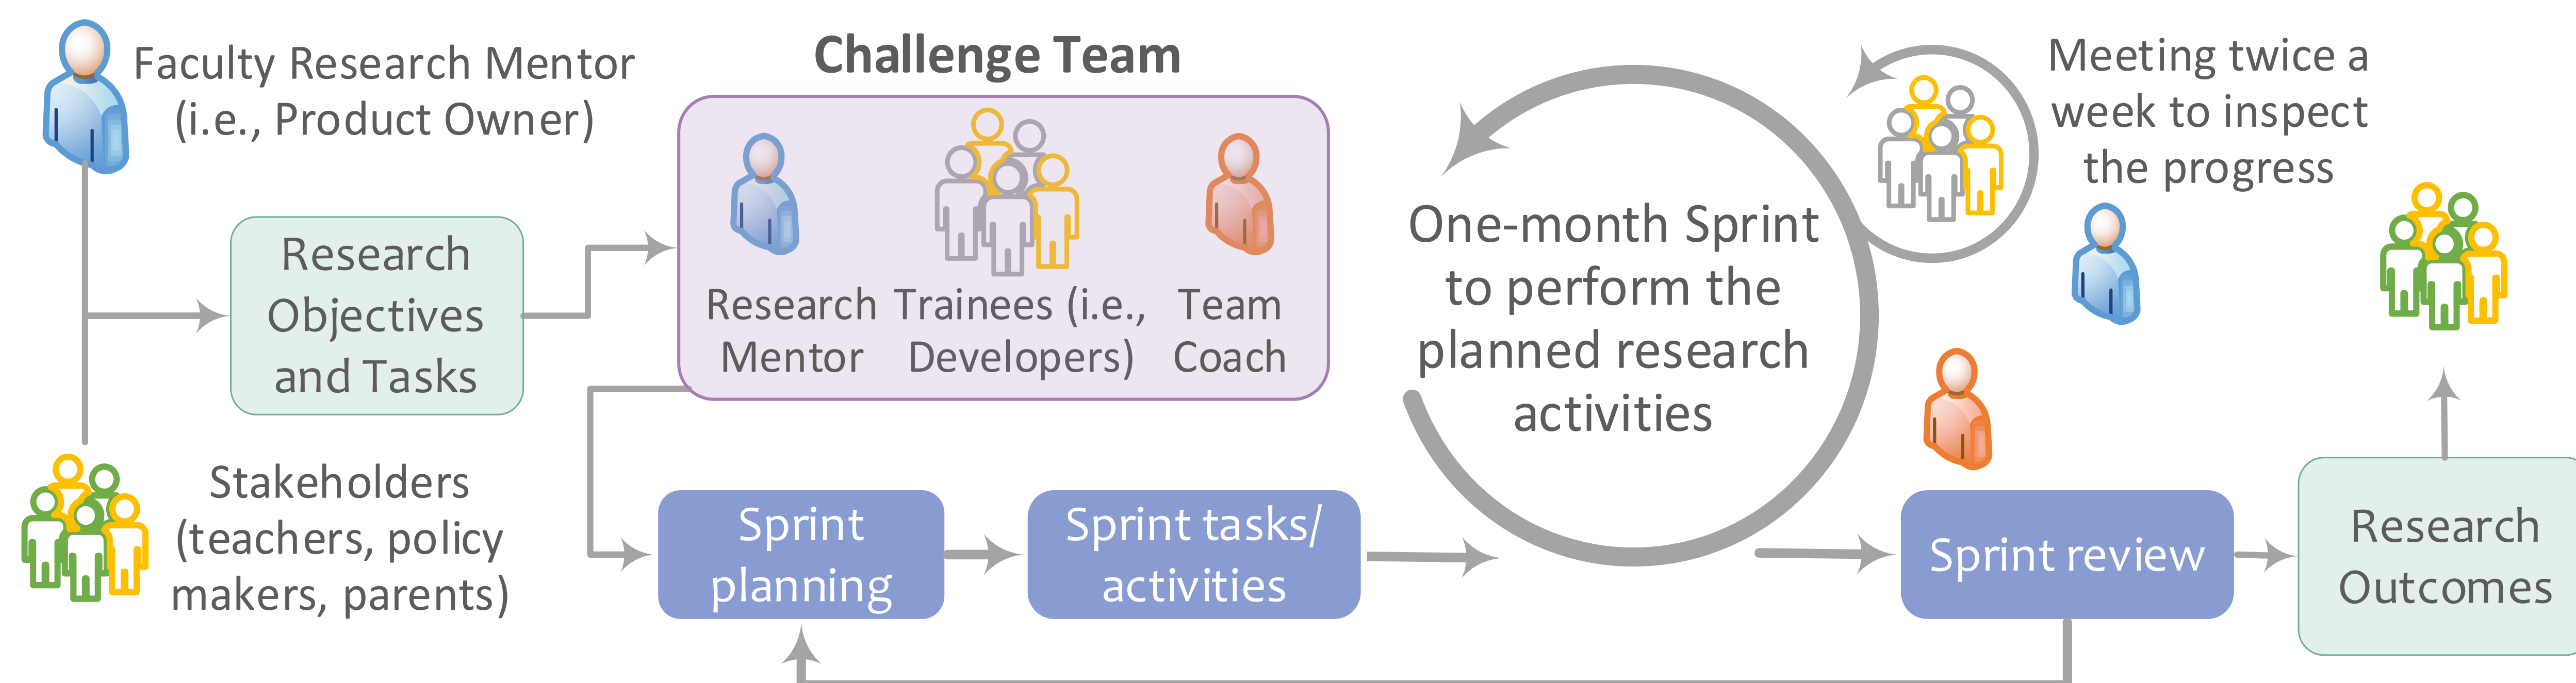 Faculty Research Mentor
(i.e., Product Owner)
Research
Objectives
and Tasks
Stakeholders
(teachers, policy
makers, parents)
Challenge Team
Research
Mentor
Trainees (i.e.,
Developers)
Team
Coach
Sprint
planning
Sprint tasks/
activities
One-month Sprint
to perform the
planned research
activities
Meeting twice a
week to inspect
the progress
Sprint review
Research
Outcomes